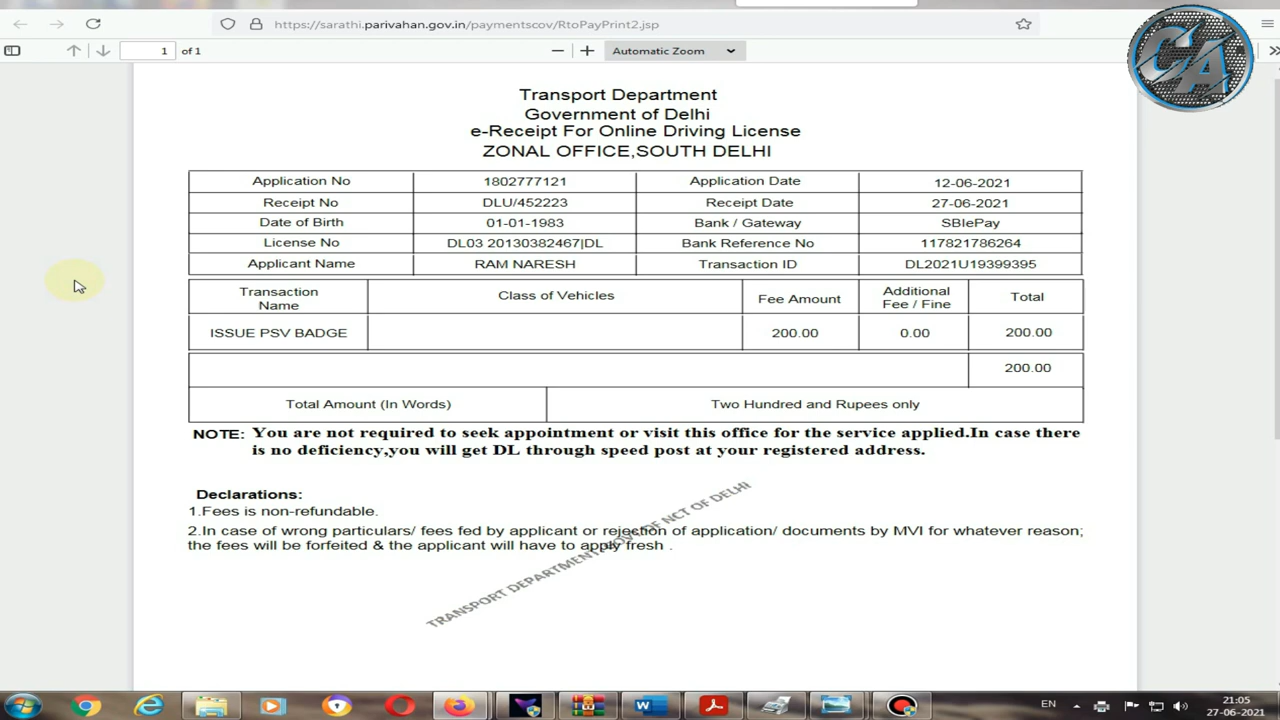 https://sarathi.parivahan.gov.in/paymentscov/RtoPayPrint2.jsp
1 of 1 Automatic Zoom
CA
Transport Department
Government of Delhi
e-Receipt For Online Driving License
ZONAL OFFICE,SOUTH DELHI
Application No 1802777121 Application Date 12-06-2021
Receipt No DLU/452223 Receipt Date 27-06-2021
Date of Birth 01-01-1983 Bank / Gateway SBIePay
License No DL03 20130382467|DL Bank Reference No 117821786264
Applicant Name RAM NARESH Transaction ID DL2021U19399395
Transaction Name Class of Vehicles Fee Amount Additional Fee / Fine Total
ISSUE PSV BADGE 200.00 0.00 200.00
200.00
Total Amount (In Words) Two Hundred and Rupees only
NOTE: You are not required to seek appointment or visit this office for the service applied.In case there
is no deficiency,you will get DL through speed post at your registered address.
Declarations:
1.Fees is non-refundable.
2.In case of wrong particulars/ fees fed by applicant or rejection of application/ documents by MVI for whatever reason;
the fees will be forfeited & the applicant will have to apply fresh .
TRANSPORT DEPARTMENT GOVT OF NCT OF DELHI
EN 21:05
27-06-2021